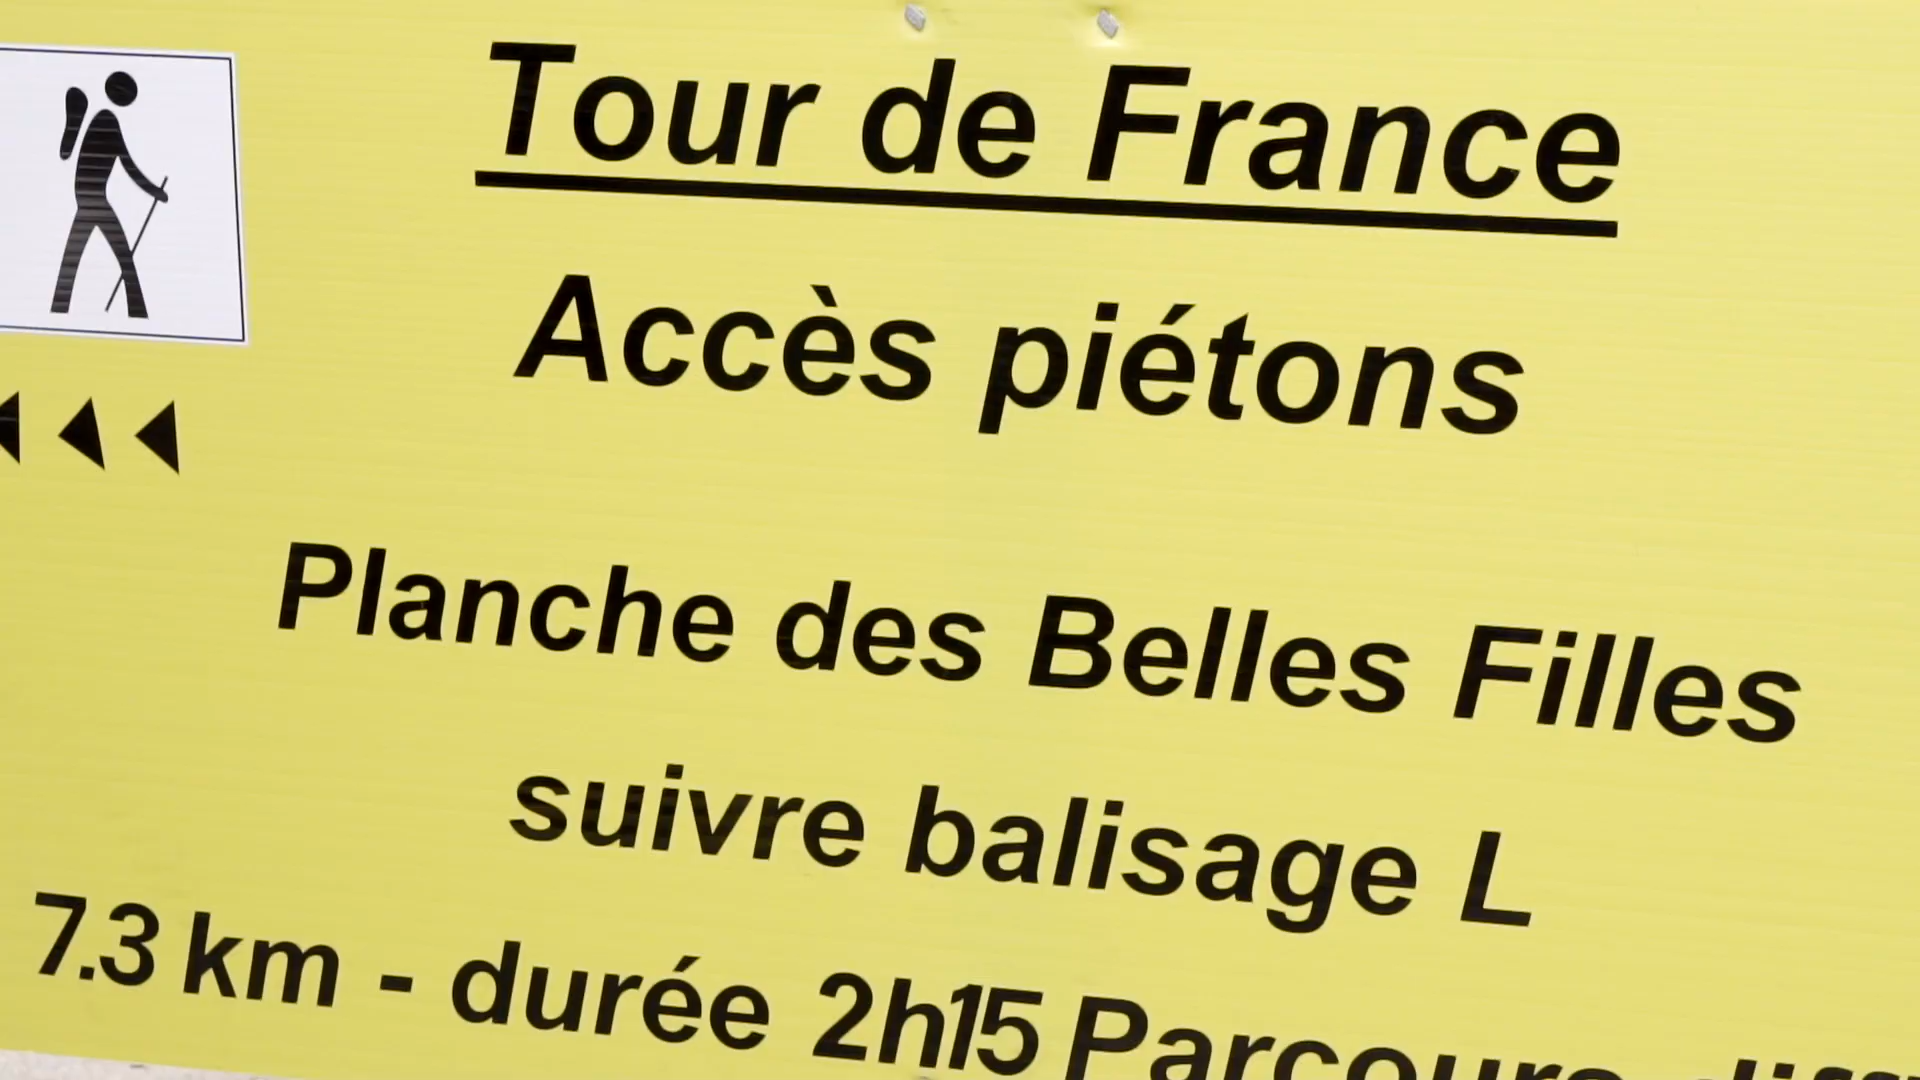 Tour de France
Accès piétons
Planche des Belles Filles
suivre balisage L
7.3 km - durée 2h15 Parcours